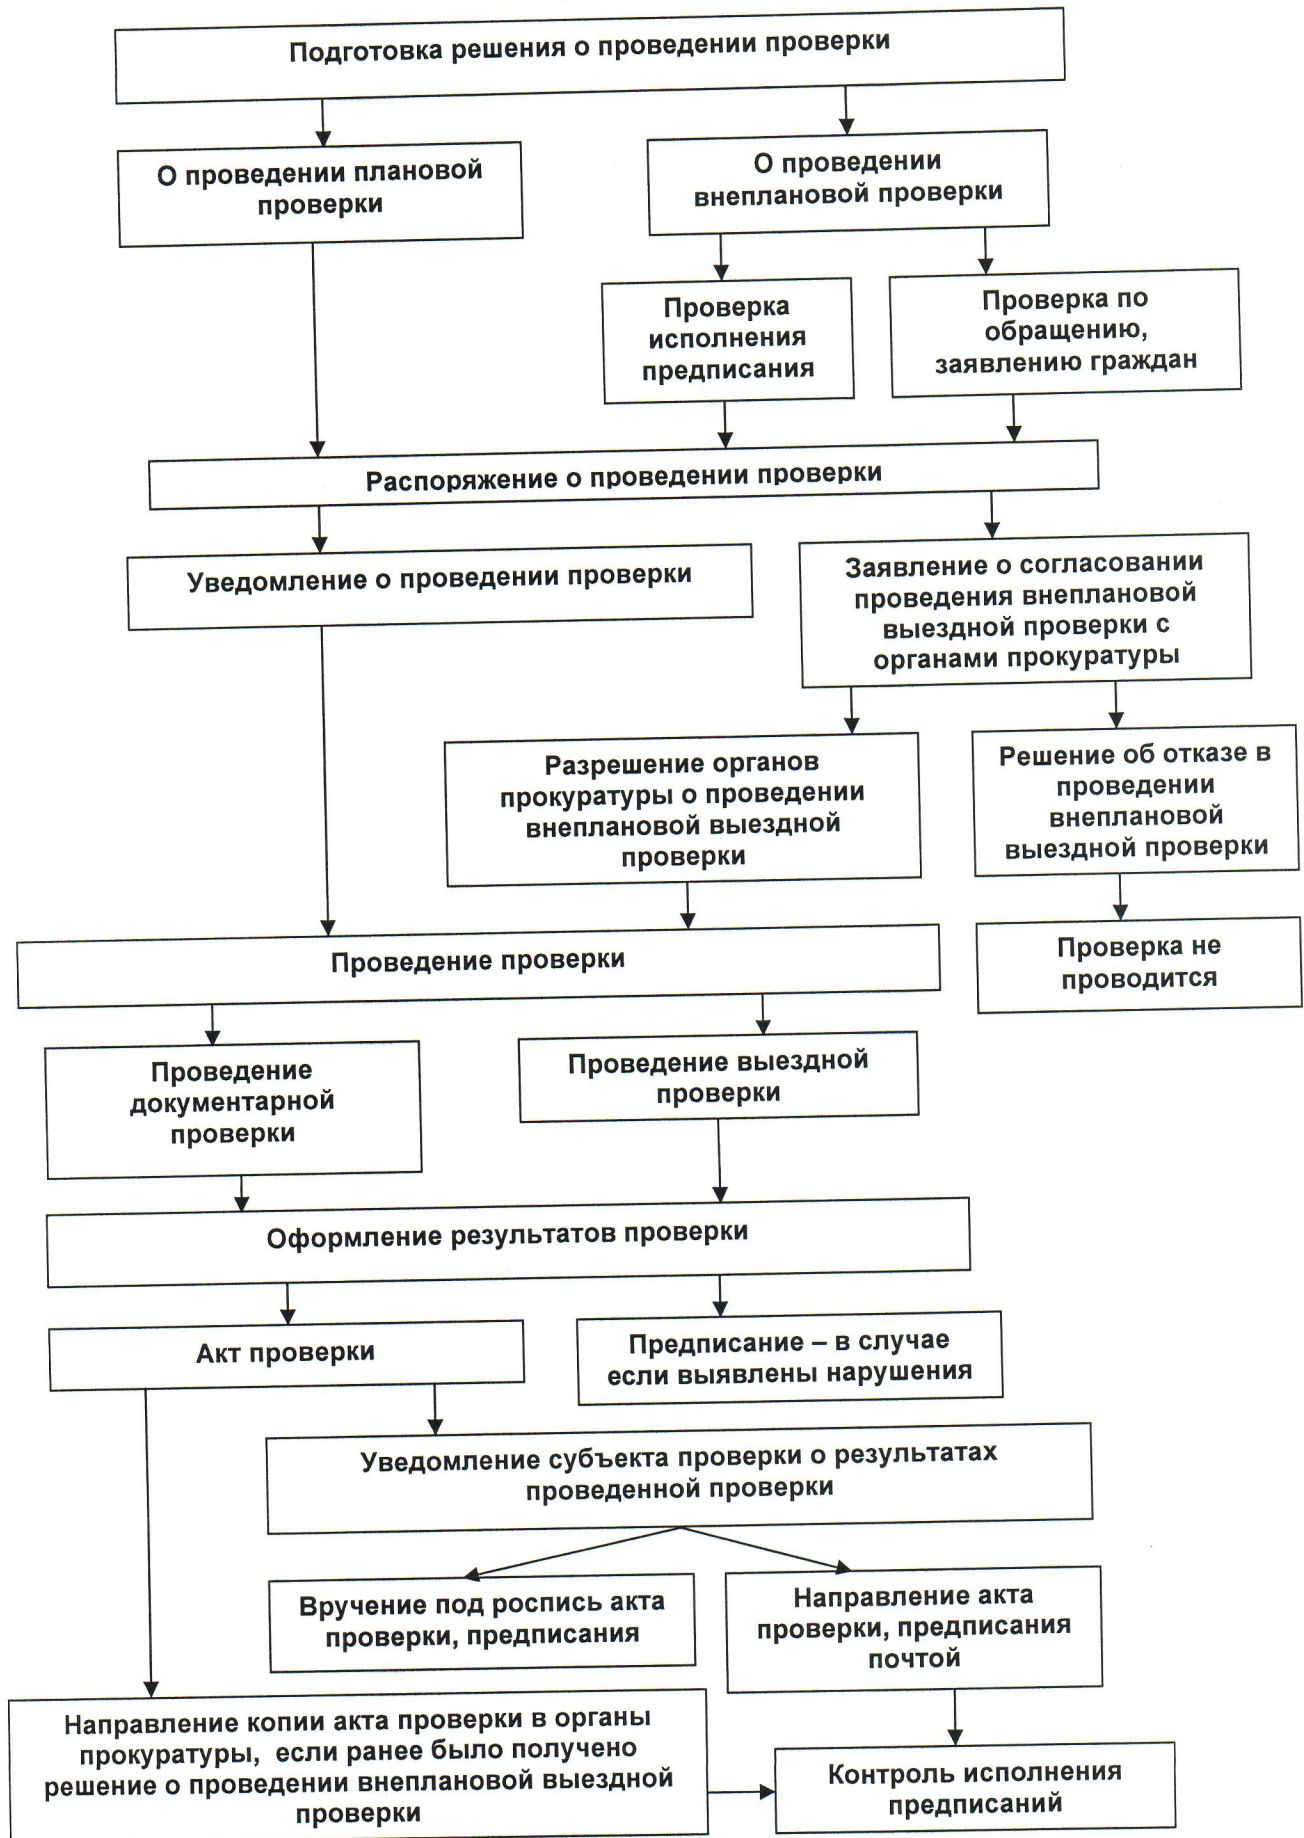 Подготовка решения о проведении проверки
О проведении плановой
проверки
О проведении
внеплановой проверки
Проверка
исполнения
предписания
Проверка по
обращению,
заявлению граждан
Распоряжение о проведении проверки
Уведомление о проведении проверки
Заявление о согласовании
проведения внеплановой
выездной проверки с
органами прокуратуры
Разрешение органов
прокуратуры о проведении
внеплановой выездной
проверки
Решение об отказе в
проведении
внеплановой
выездной проверки
Проведение проверки
Проверка не
проводится
Проведение
документарной
проверки
Проведение выездной
проверки
Оформление результатов проверки
Акт проверки
Предписание – в случае
если выявлены нарушения
Уведомление субъекта проверки о результатах
проведенной проверки
Вручение под роспись акта
проверки, предписания
Направление акта
проверки, предписания
почтой
Направление копии акта проверки в органы
прокуратуры, если ранее было получено
решение о проведении внеплановой выездной
проверки
Контроль исполнения
предписаний